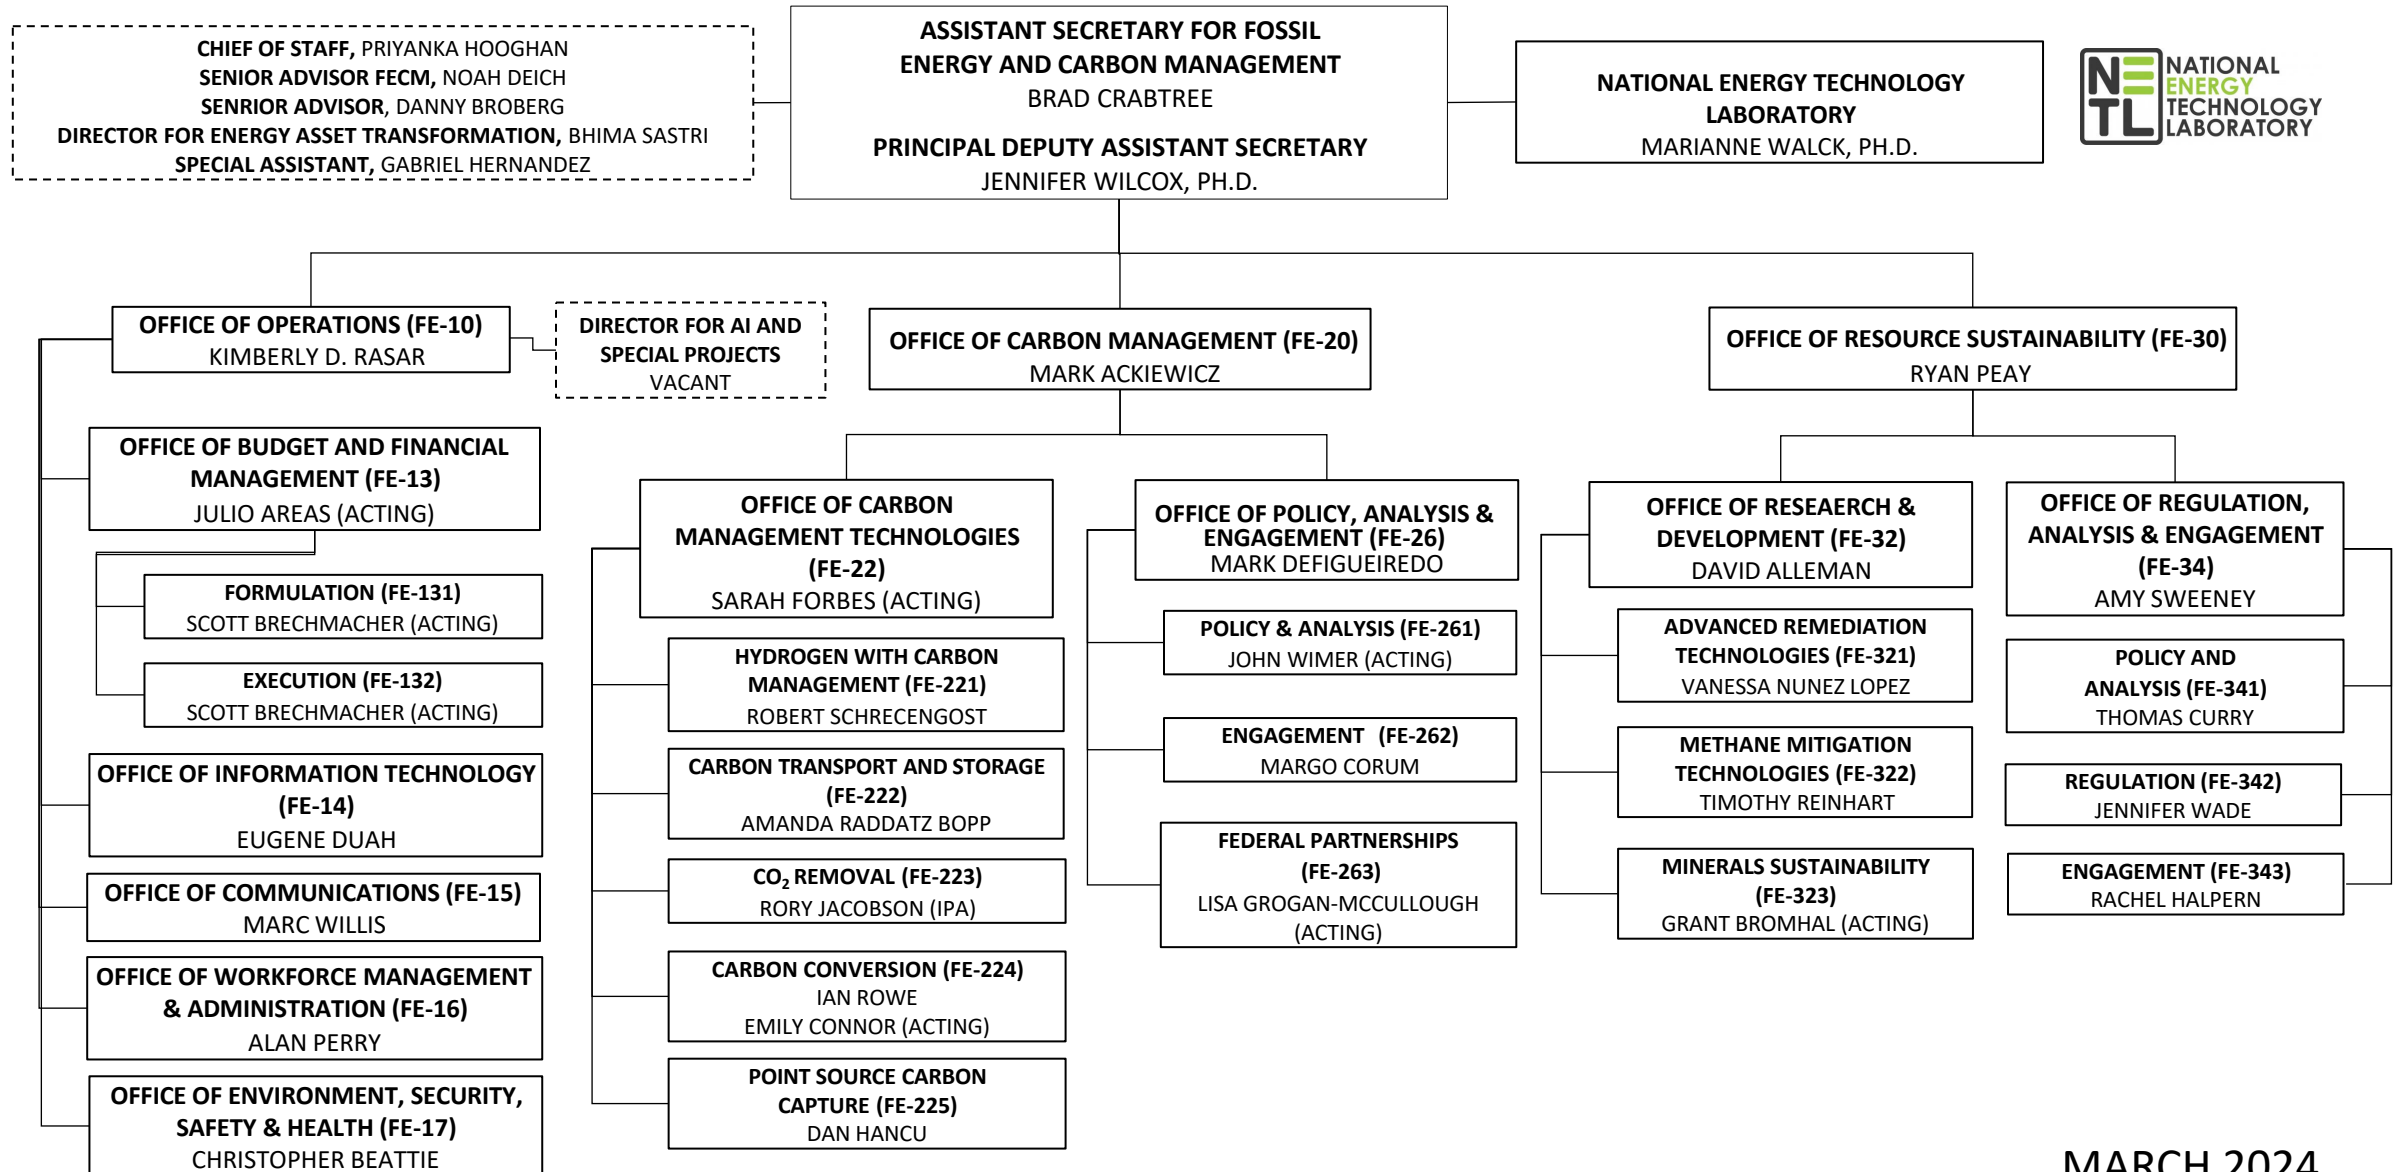 CHIEF OF STAFF, PRIYANKA HOOGHAN
SENIOR ADVISOR FECM, NOAH DEICH
SENRIOR ADVISOR, DANNY BROBERG
DIRECTOR FOR ENERGY ASSET TRANSFORMATION, BHIMA SASTRI
SPECIAL ASSISTANT, GABRIEL HERNANDEZ
ASSISTANT SECRETARY FOR FOSSIL
ENERGY AND CARBON MANAGEMENT
BRAD CRABTREE
PRINCIPAL DEPUTY ASSISTANT SECRETARY
JENNIFER WILCOX, PH.D.
NATIONAL ENERGY TECHNOLOGY
LABORATORY
MARIANNE WALCK, PH.D.
NE
TL
NATIONAL
ENERGY
TECHNOLOGY
LABORATORY
OFFICE OF OPERATIONS (FE-10)
KIMBERLY D. RASAR
DIRECTOR FOR AI AND
SPECIAL PROJECTS
VACANT
OFFICE OF CARBON MANAGEMENT (FE-20)
MARK ACKIEWICZ
OFFICE OF RESOURCE SUSTAINABILITY (FE-30)
RYAN PEAY
OFFICE OF BUDGET AND FINANCIAL
MANAGEMENT (FE-13)
JULIO AREAS (ACTING)
FORMULATION (FE-131)
SCOTT BRECHMACHER (ACTING)
EXECUTION (FE-132)
SCOTT BRECHMACHER (ACTING)
OFFICE OF INFORMATION TECHNOLOGY
(FE-14)
EUGENE DUAH
OFFICE OF COMMUNICATIONS (FE-15)
MARC WILLIS
OFFICE OF WORKFORCE MANAGEMENT
& ADMINISTRATION (FE-16)
ALAN PERRY
OFFICE OF ENVIRONMENT, SECURITY,
SAFETY & HEALTH (FE-17)
CHRISTOPHER BEATTIE
OFFICE OF CARBON
MANAGEMENT TECHNOLOGIES
(FE-22)
SARAH FORBES (ACTING)
HYDROGEN WITH CARBON
MANAGEMENT (FE-221)
ROBERT SCHRECENGOST
CARBON TRANSPORT AND STORAGE
(FE-222)
AMANDA RADDATZ BOPP
CO₂ REMOVAL (FE-223)
RORY JACOBSON (IPA)
CARBON CONVERSION (FE-224)
IAN ROWE
EMILY CONNOR (ACTING)
POINT SOURCE CARBON
CAPTURE (FE-225)
DAN HANCU
OFFICE OF POLICY, ANALYSIS &
ENGAGEMENT (FE-26)
MARK DEFIGUEIREDO
POLICY & ANALYSIS (FE-261)
JOHN WIMER (ACTING)
ENGAGEMENT (FE-262)
MARGO CORUM
FEDERAL PARTNERSHIPS
(FE-263)
LISA GROGAN-MCCULLOUGH
(ACTING)
OFFICE OF RESEAERCH &
DEVELOPMENT (FE-32)
DAVID ALLEMAN
ADVANCED REMEDIATION
TECHNOLOGIES (FE-321)
VANESSA NUNEZ LOPEZ
METHANE MITIGATION
TECHNOLOGIES (FE-322)
TIMOTHY REINHART
MINERALS SUSTAINABILITY
(FE-323)
GRANT BROMHAL (ACTING)
OFFICE OF REGULATION,
ANALYSIS & ENGAGEMENT
(FE-34)
AMY SWEENEY
POLICY AND
ANALYSIS (FE-341)
THOMAS CURRY
REGULATION (FE-342)
JENNIFER WADE
ENGAGEMENT (FE-343)
RACHEL HALPERN
MARCH 2024